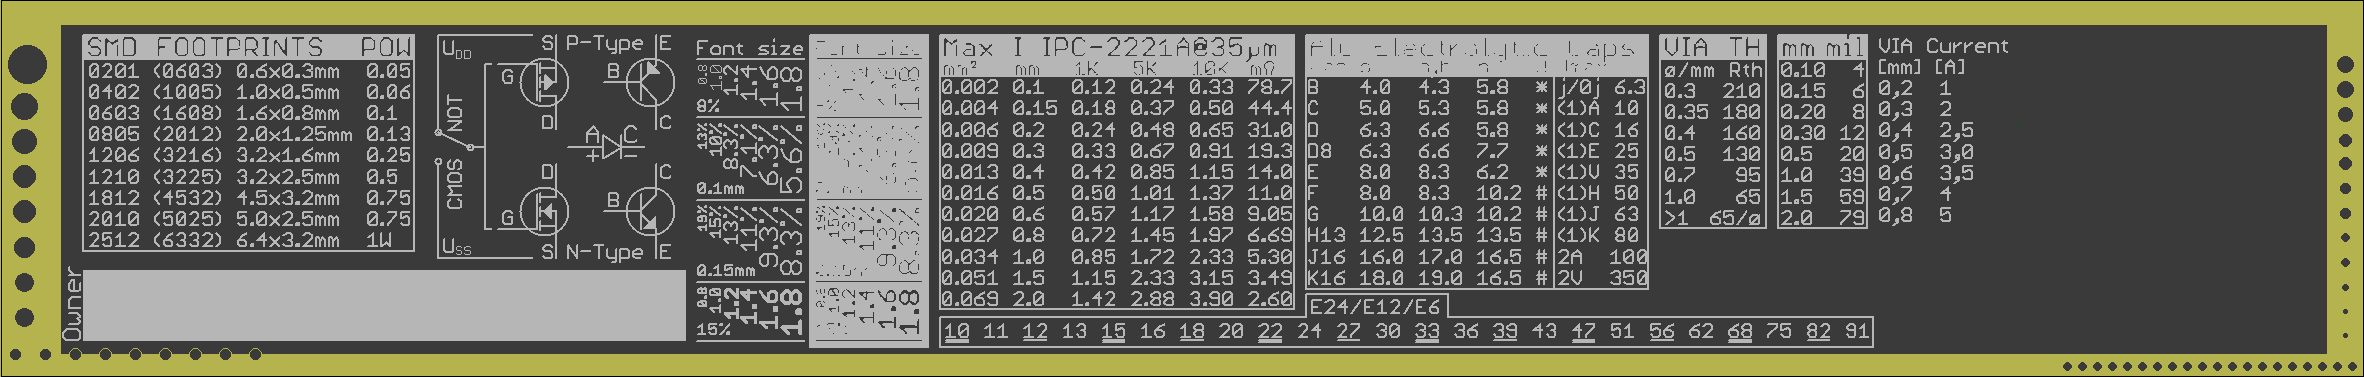 SMD FOOTPRINTS POW
0201 (0603) 0.6x0.3mm 0.05
0402 (1005) 1.0x0.5mm 0.06
0603 (1608) 1.6x0.8mm 0.1
0805 (2012) 2.0x1.25mm 0.13
1206 (3216) 3.2x1.6mm 0.25
1210 (3225) 3.2x2.5mm 0.5
1812 (4532) 4.5x3.2mm 0.75
2010 (5025) 5.0x2.5mm 0.75
2512 (6332) 6.4x3.2mm 1W
Owner
UDD S P-Type E
G B
D C
NOT
A C
+ −
CMOS
D C
G B
USS S N-Type E
Font size
0.8 1.0 1.2 1.6 1.8
8%
13% 10% 8.3% 7.1% 6.3% 5.6%
0.1mm
19% 15% 13% 11% 9.3% 8.3%
0.15mm
0.8 1.0 1.2 1.4 1.6 1.8
15%
Font size
1.8
8.3%
1.2 1.4 1.6 1.8
Max I IPC-2221A@35µm
mm² mm 1K 5K 10K mΩ
0.002 0.1 0.12 0.24 0.33 78.7
0.004 0.15 0.18 0.37 0.50 44.4
0.006 0.2 0.24 0.48 0.65 31.0
0.009 0.3 0.33 0.67 0.91 19.3
0.013 0.4 0.42 0.85 1.15 14.0
0.016 0.5 0.50 1.01 1.37 11.0
0.020 0.6 0.57 1.17 1.58 9.05
0.027 0.8 0.72 1.45 1.97 6.69
0.034 1.0 0.85 1.72 2.33 5.30
0.051 1.5 1.15 2.33 3.15 3.49
0.069 2.0 1.42 2.88 3.90 2.60
Electrolytic Caps
B 4.0 4.3 5.8 * j/0j 6.3
C 5.0 5.3 5.8 * (1)A 10
D 6.3 6.6 5.8 * (1)C 16
D8 6.3 6.6 7.7 * (1)E 25
E 8.0 8.3 6.2 * (1)V 35
F 8.0 8.3 10.2 # (1)H 50
G 10.0 10.3 10.2 # (1)J 63
H13 12.5 13.5 13.5 # (1)K 80
J16 16.0 17.0 16.5 # 2A 100
K16 18.0 19.0 16.5 # 2V 350
E24/E12/E6
10 11 12 13 15 16 18 20 22 24 27 30 33 36 39 43 47 51 56 62 68 75 82 91
VIA TH
ø/mm Rth
0.3 210
0.35 180
0.4 160
0.5 130
0.7 95
1.0 65
>1 65/ø
mm mil
0.10 4
0.15 6
0.20 8
0.30 12
0.5 20
1.0 39
1.5 59
2.0 79
VIA Current
[mm] [A]
0,2 1
0,3 2
0,4 2,5
0,5 3,0
0,6 3,5
0,7 4
0,8 5